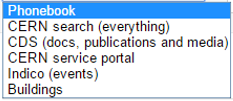 Phonebook
CERN search (everything)
CDS (docs, publications and media)
CERN service portal
Indico (events)
Buildings